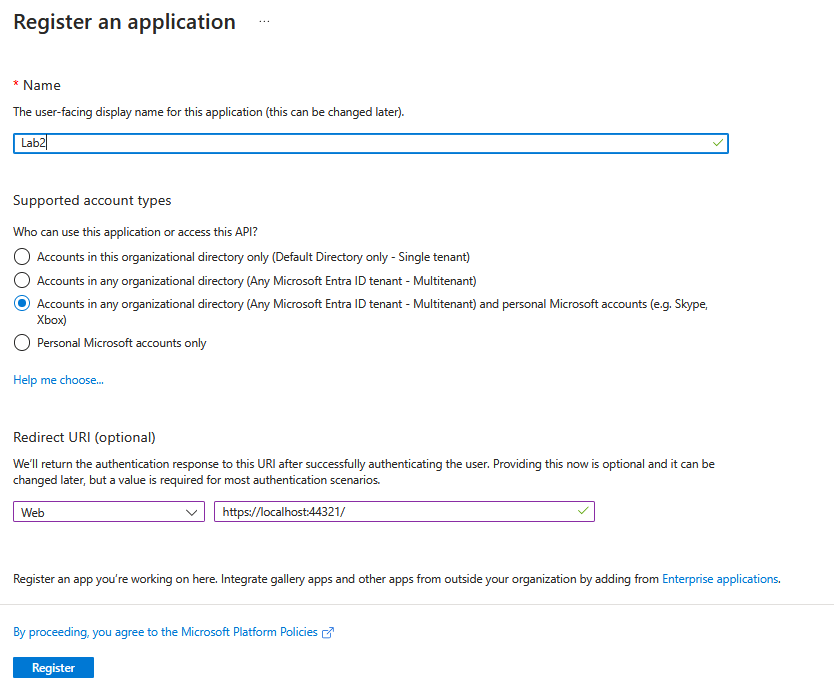 Register an application ...
* Name
The user-facing display name for this application (this can be changed later).
Lab2
Supported account types
Who can use this application or access this API?
Accounts in this organizational directory only (Default Directory only - Single tenant)
Accounts in any organizational directory (Any Microsoft Entra ID tenant - Multitenant)
Accounts in any organizational directory (Any Microsoft Entra ID tenant - Multitenant) and personal Microsoft accounts (e.g. Skype,
Xbox)
Personal Microsoft accounts only
Help me choose...
Redirect URI (optional)
We'll return the authentication response to this URI after successfully authenticating the user. Providing this now is optional and it can be
changed later, but a value is required for most authentication scenarios.
Web https://localhost:44321/
Register an app you're working on here. Integrate gallery apps and other apps from outside your organization by adding from Enterprise applications.
By proceeding, you agree to the Microsoft Platform Policies
Register